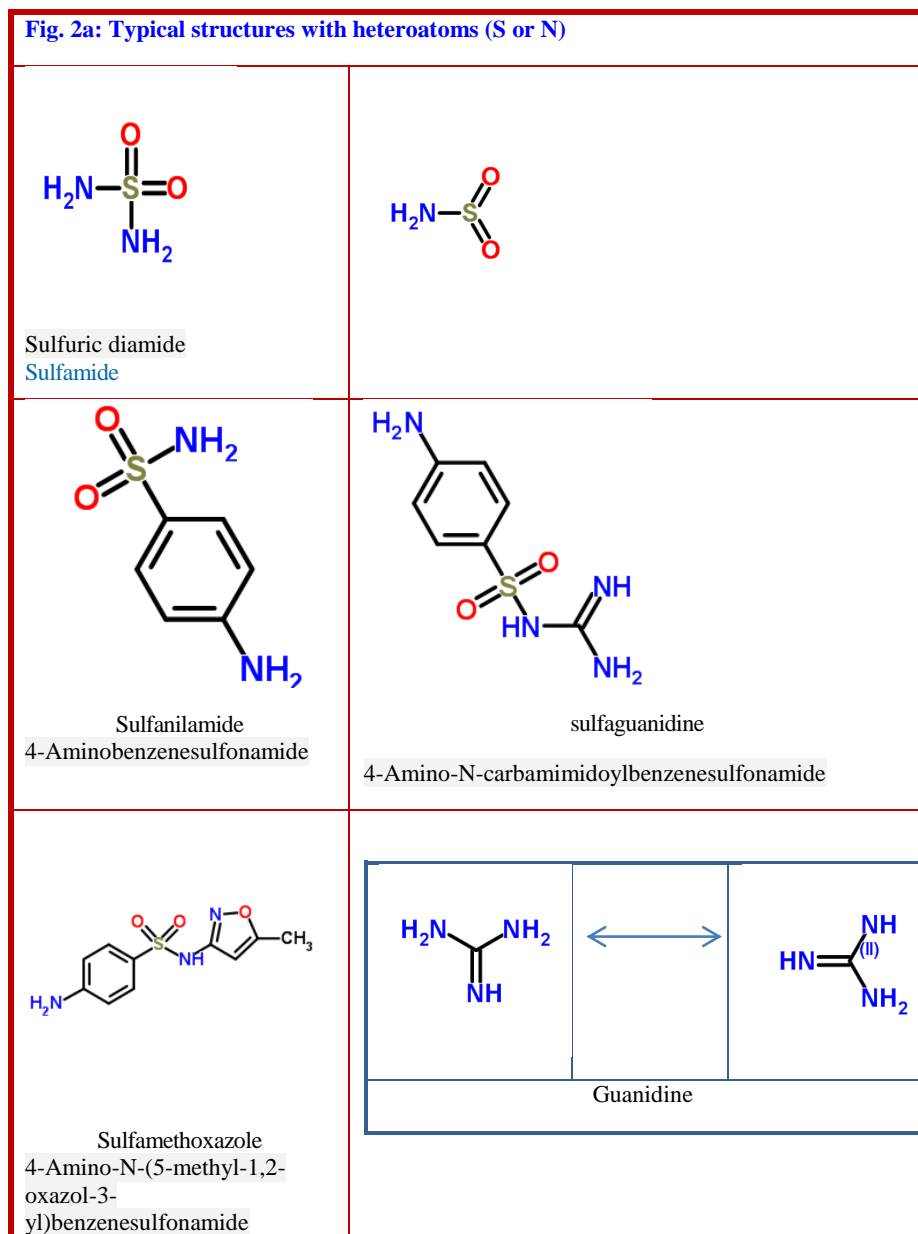 Fig. 2a: Typical structures with heteroatoms (S or N)
O
H₂N S O
NH₂
Sulfuric diamide
Sulfamide
O
H₂N S
O
O
NH₂
S
O
NH₂
Sulfanilamide
4-Aminobenzenesulfonamide
H₂N
O
S NH
O
HN
NH₂
sulfaguanidine
4-Amino-N-carbamimidoylbenzenesulfonamide
O O N O
S CH₃
NH
H₂N
Sulfamethoxazole
4-Amino-N-(5-methyl-1,2-
oxazol-3-
yl)benzenesulfonamide
H₂N NH₂
NH
NH
(II)
HN
NH₂
Guanidine